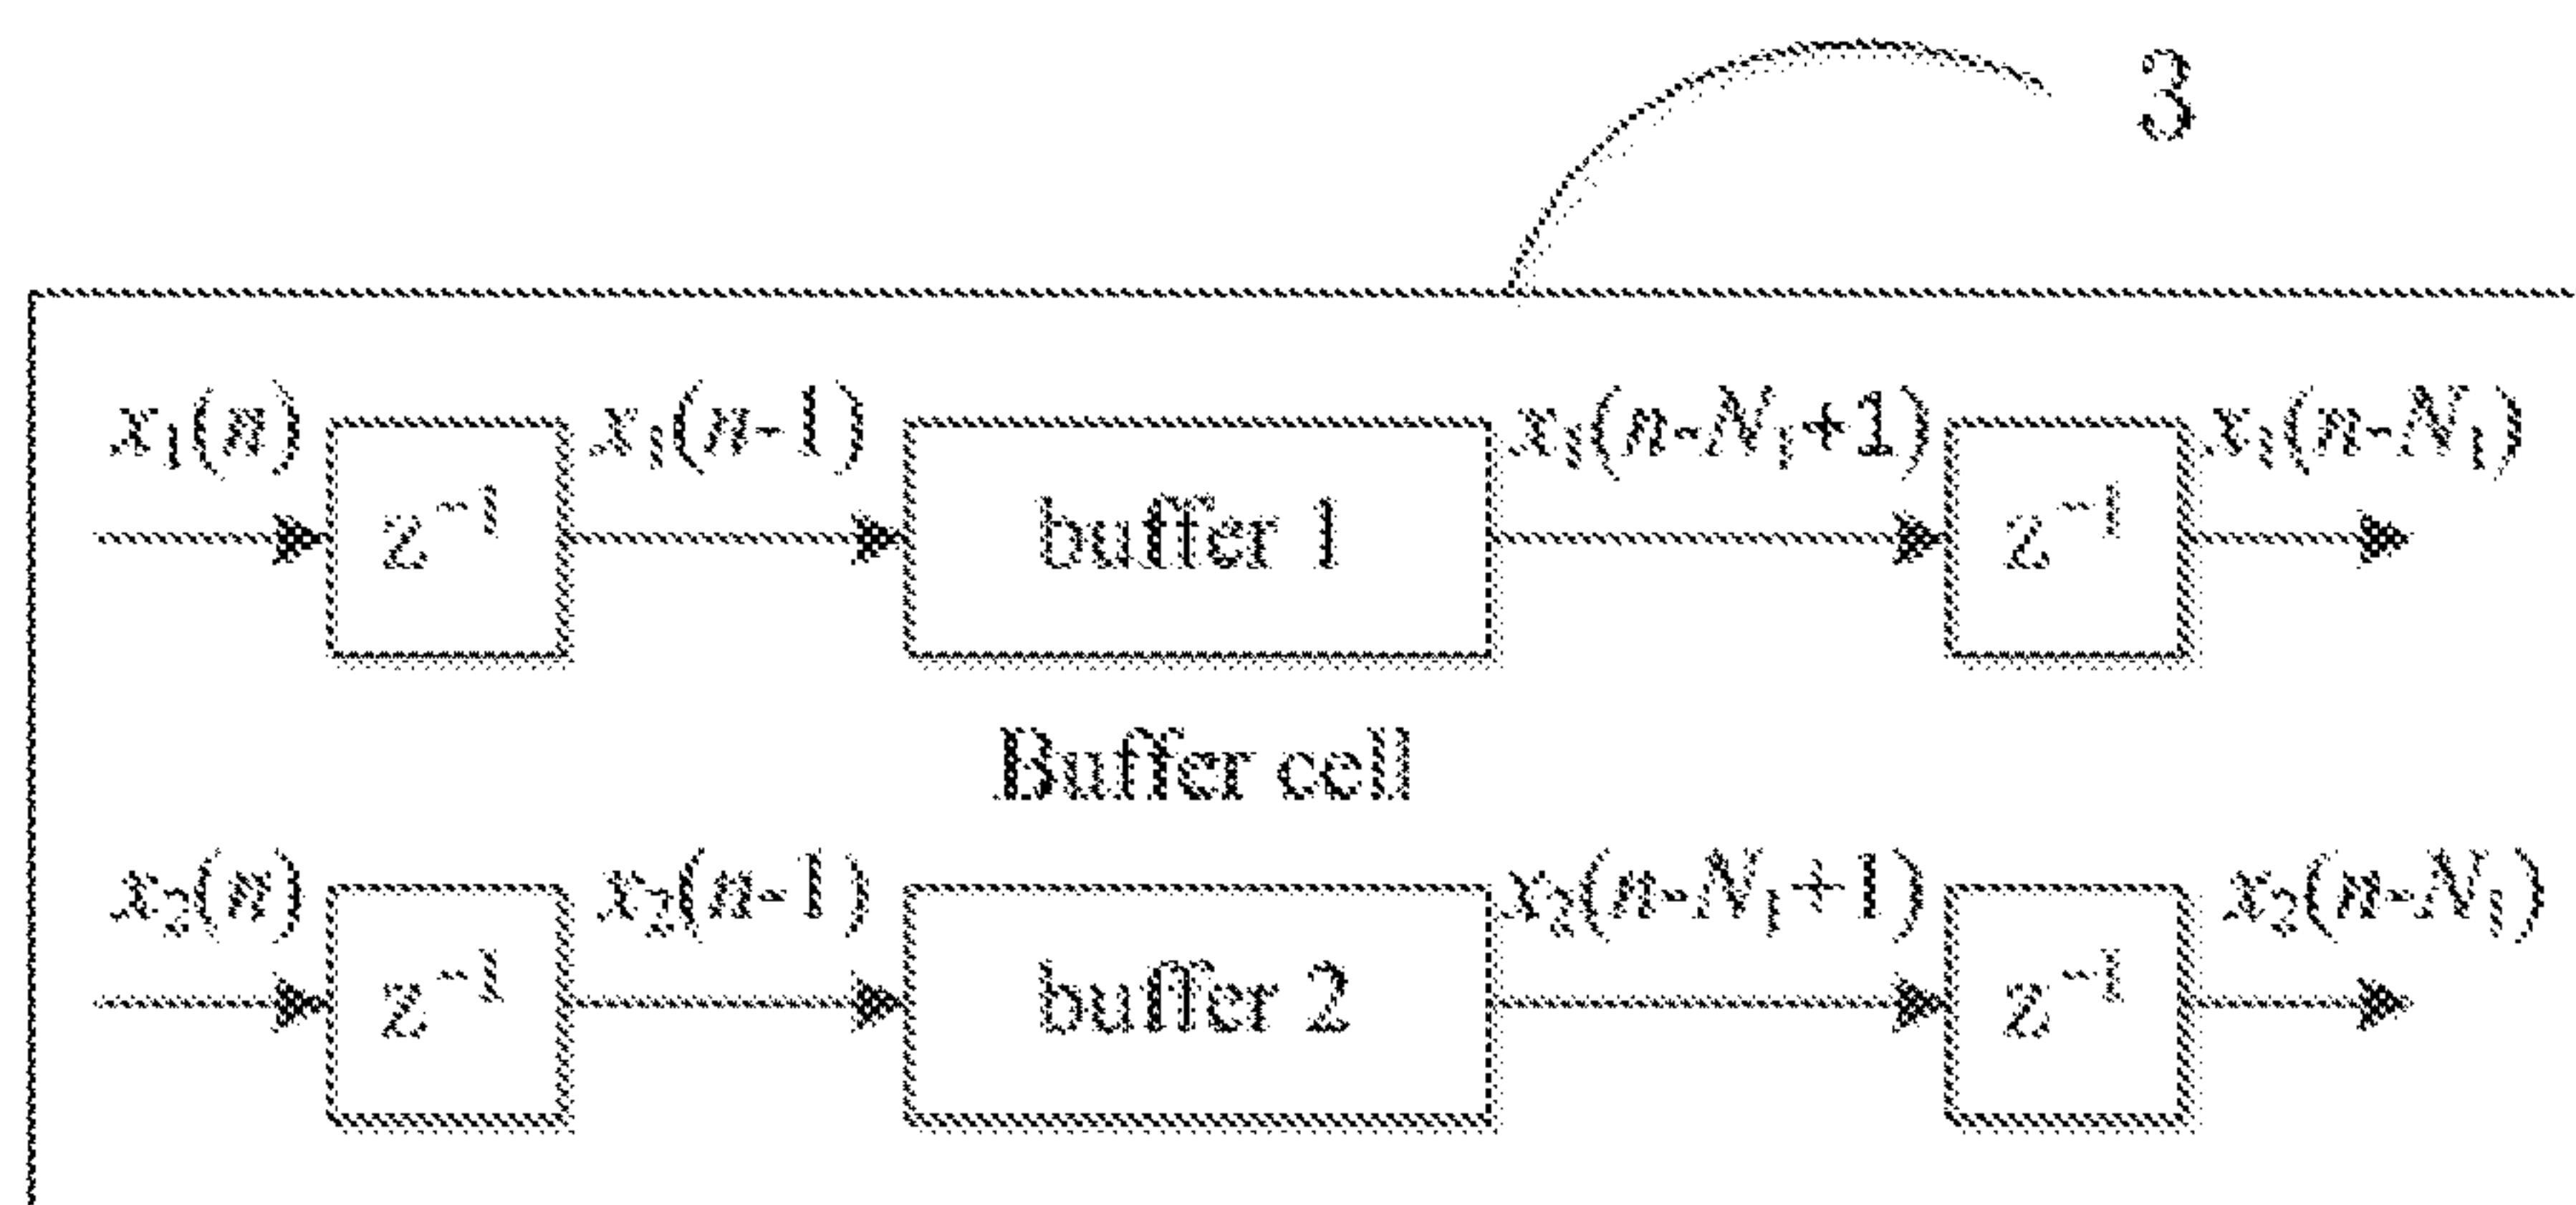 3
x₁(n) x₁(n-1) x₁(n-N₁+1) x₁(n-N₁)
z⁻¹ buffer 1 z⁻¹
Buffer cell
x₂(n) x₂(n-1) x₂(n-N₁+1) x₂(n-N₁)
z⁻¹ buffer 2 z⁻¹